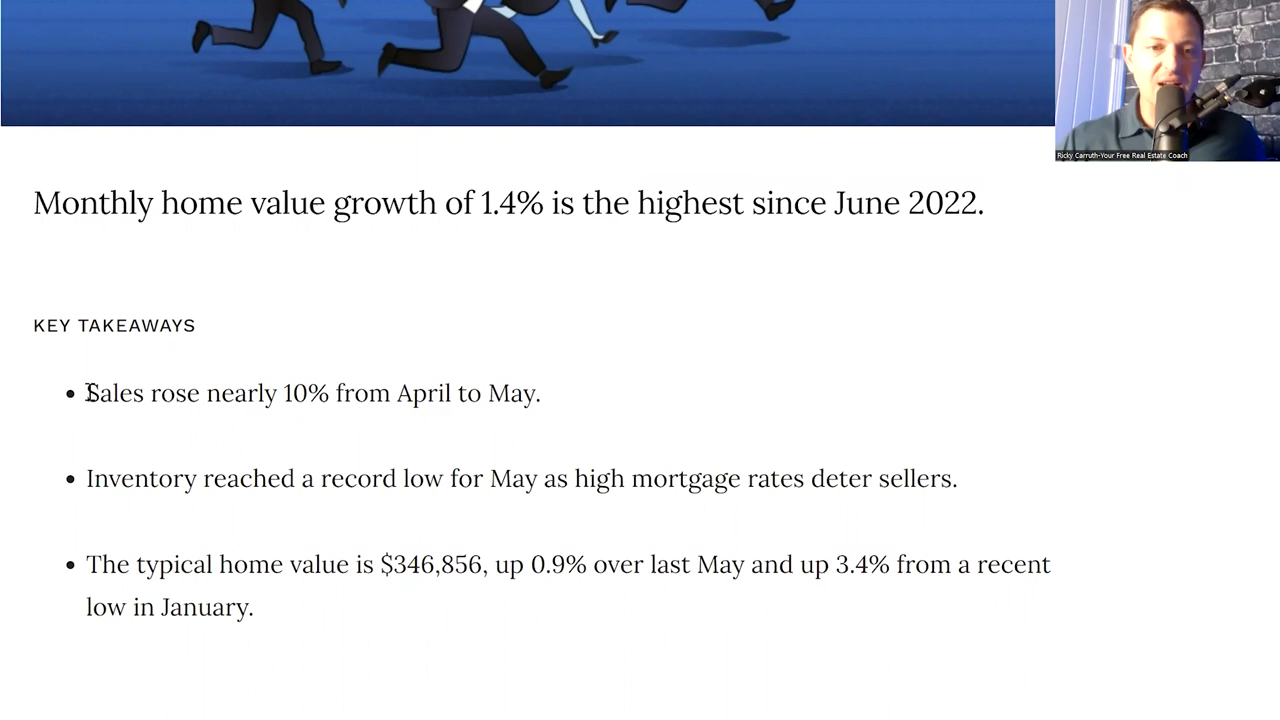 Ricky Carruth-Your Free Real Estate Coach
Monthly home value growth of 1.4% is the highest since June 2022.
KEY TAKEAWAYS
• Sales rose nearly 10% from April to May.
• Inventory reached a record low for May as high mortgage rates deter sellers.
• The typical home value is $346,856, up 0.9% over last May and up 3.4% from a recent
low in January.